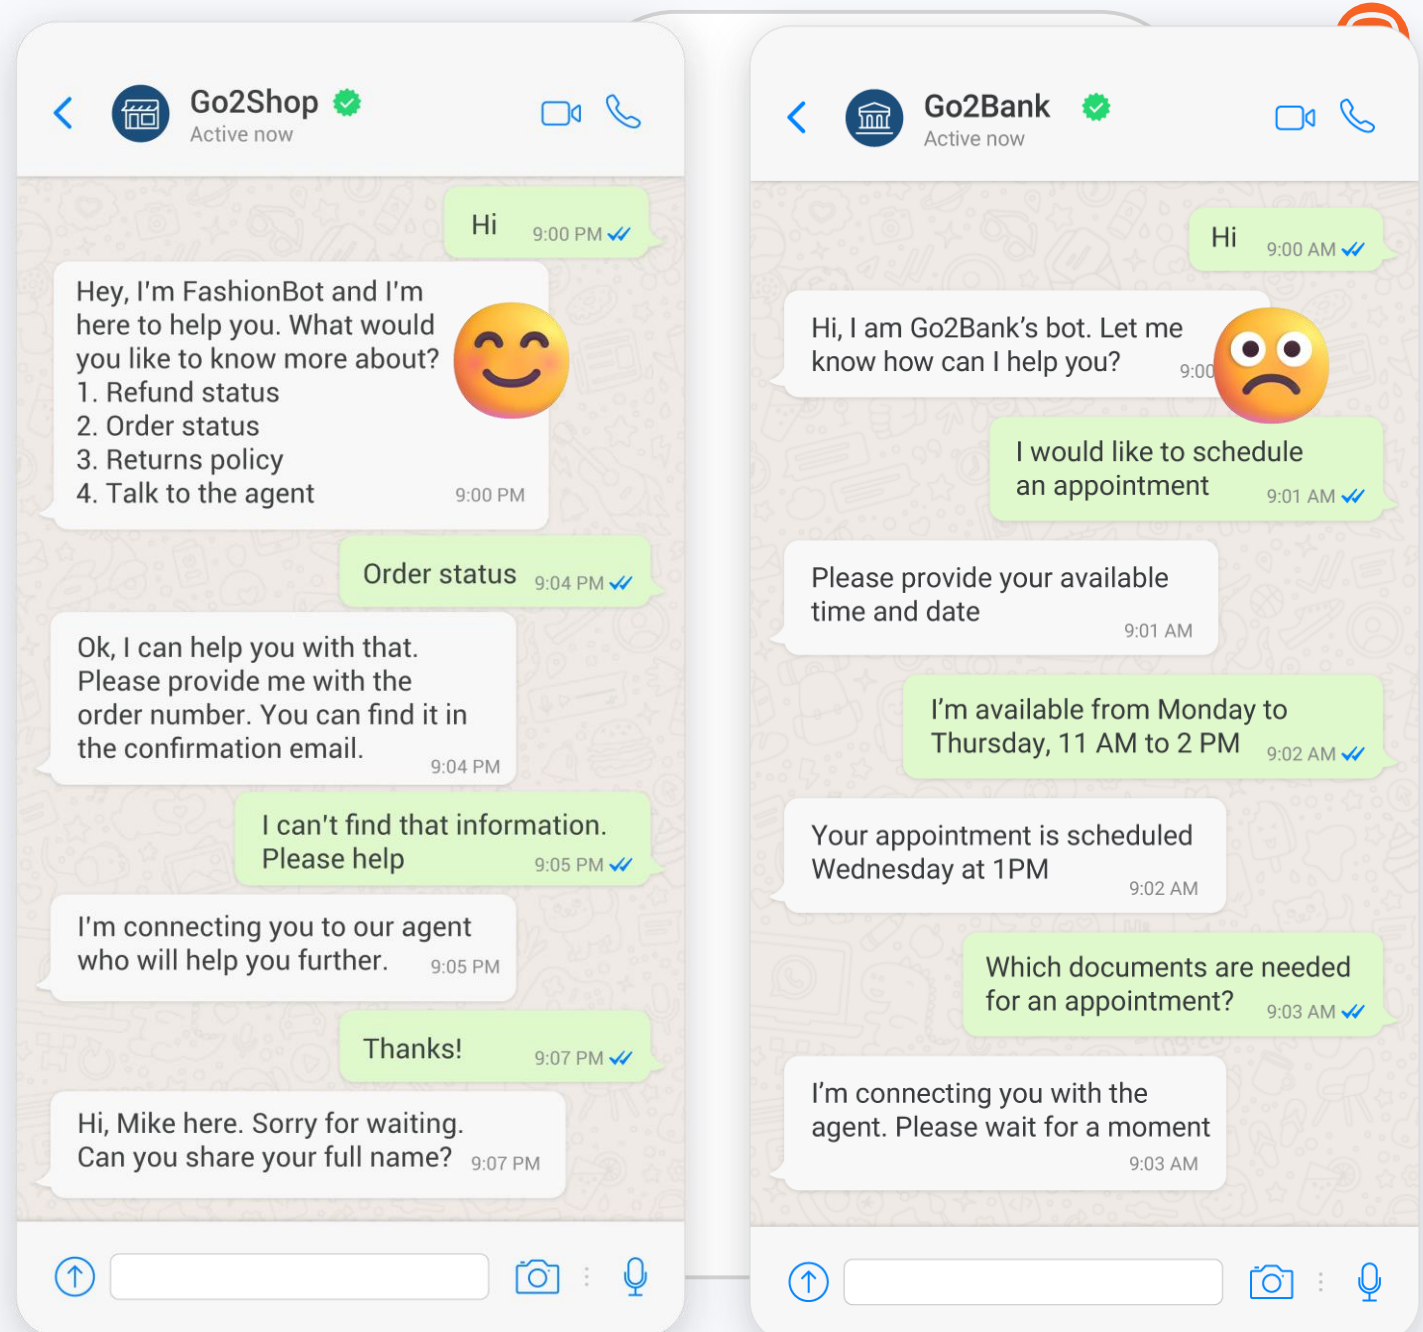 Go2Shop
Active now
Hi
9:00 PM
Hey, I'm FashionBot and I'm
here to help you. What would
you like to know more about?
1. Refund status
2. Order status
3. Returns policy
4. Talk to the agent
9:00 PM
Order status
9:04 PM
Ok, I can help you with that.
Please provide me with the
order number. You can find it in
the confirmation email.
9:04 PM
I can't find that information.
Please help
9:05 PM
I'm connecting you to our agent
who will help you further.
9:05 PM
Thanks!
9:07 PM
Hi, Mike here. Sorry for waiting.
Can you share your full name?
9:07 PM
Go2Bank
Active now
Hi
9:00 AM
Hi, I am Go2Bank’s bot. Let me
know how can I help you?
9:00
I would like to schedule
an appointment
9:01 AM
Please provide your available
time and date
9:01 AM
I’m available from Monday to
Thursday, 11 AM to 2 PM
9:02 AM
Your appointment is scheduled
Wednesday at 1PM
9:02 AM
Which documents are needed
for an appointment?
9:03 AM
I’m connecting you with the
agent. Please wait for a moment
9:03 AM